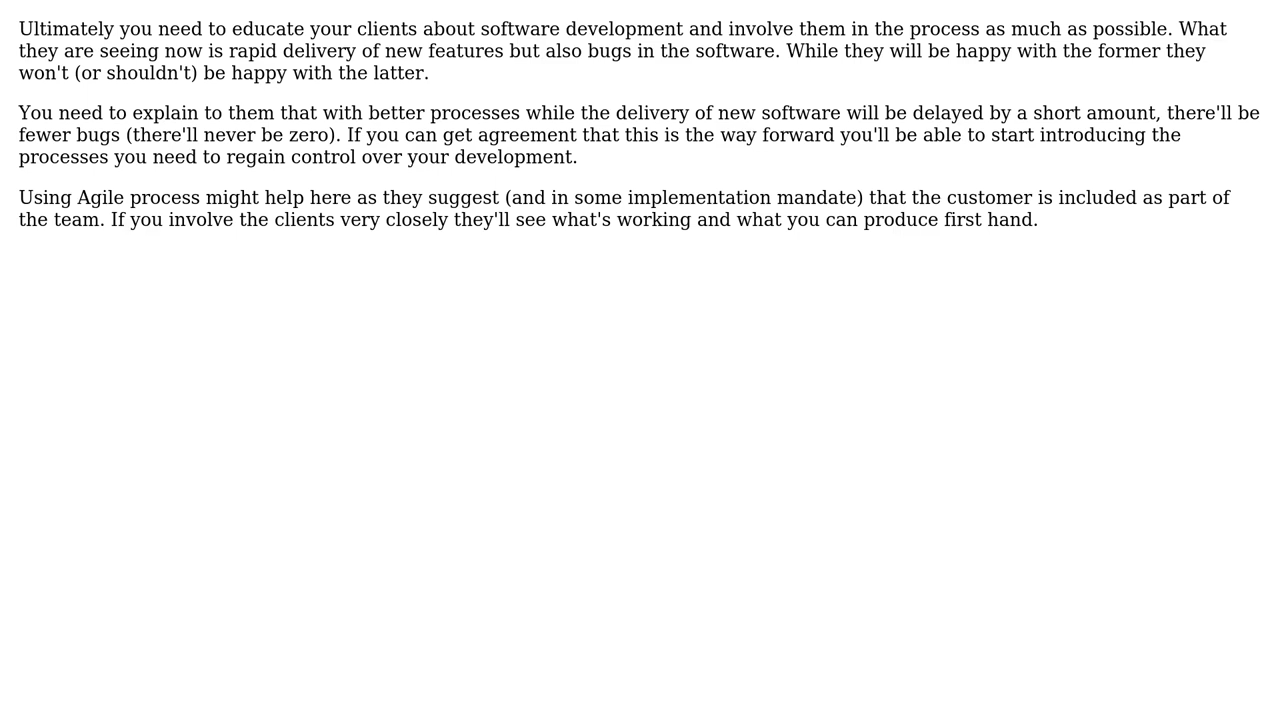 Ultimately you need to educate your clients about software development and involve them in the process as much as possible. What
they are seeing now is rapid delivery of new features but also bugs in the software. While they will be happy with the former they
won't (or shouldn't) be happy with the latter.
You need to explain to them that with better processes while the delivery of new software will be delayed by a short amount, there'll be
fewer bugs (there'll never be zero). If you can get agreement that this is the way forward you'll be able to start introducing the
processes you need to regain control over your development.
Using Agile process might help here as they suggest (and in some implementation mandate) that the customer is included as part of
the team. If you involve the clients very closely they'll see what's working and what you can produce first hand.